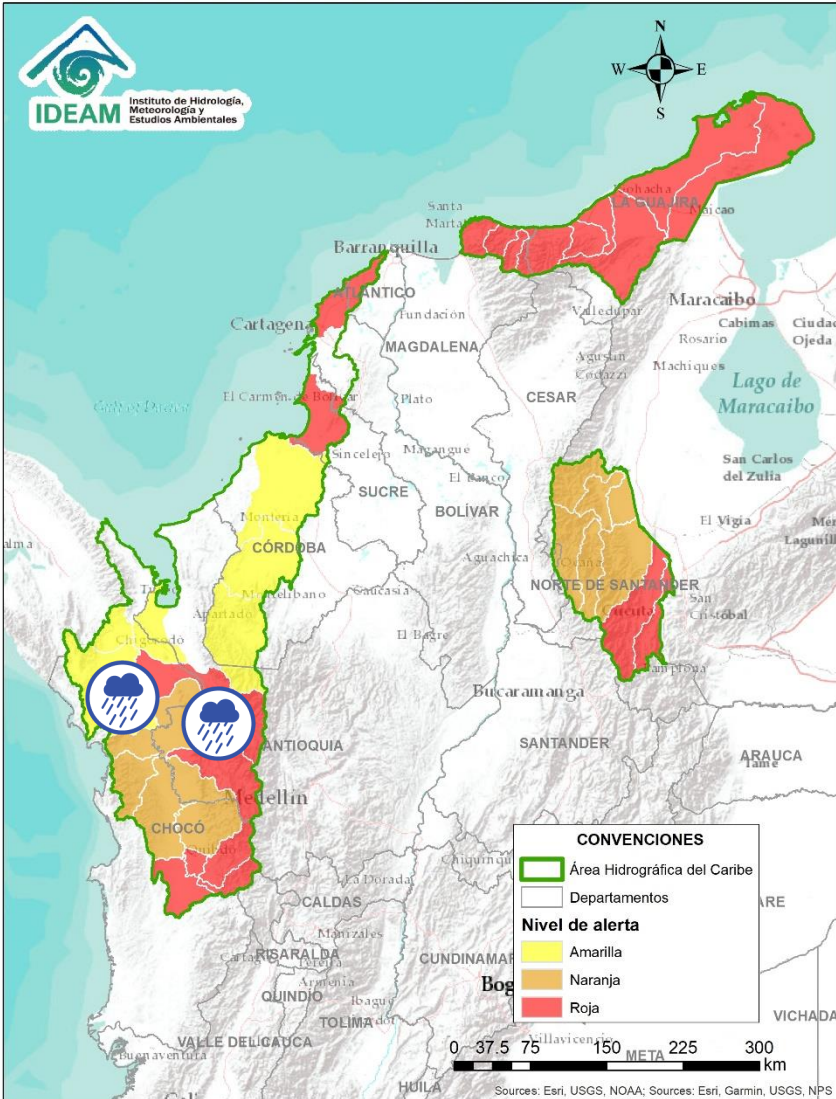 IDEAM
Instituto de Hidrología,
Meteorología y
Estudios Ambientales
N
W
E
S
Santa
Marta
Riohacha
LA GUAJIRA
Maicao
Barranquilla
ATLÁNTICO
Cartagena
Fundación
Valledupar
Maracaibo
Cabimas
Ciudad
Ojeda
Rosario
MAGDALENA
Agustín
Codazzi
Machiques
CESAR
Lago de
Maracaibo
El Carmen de Bolívar
Plato
Sincelejo
Magangue
San Carlos
del Zulia
El Banco
SUCRE
BOLÍVAR
Montería
El Vigía
CÓRDOBA
Aguachica
Ocaña
NORTE DE SANTANDER
Montelibano
Caucasia
Apartadó
Cúcuta
San
Cristóbal
Chigorodó
El Bagre
Pamplona
Bucaramanga
ANTIOQUIA
SANTANDER
ARAUCA
Tame
Medellín
CHOCÓ
Quibdó
La Dorada
CALDAS
Manizales
RISARALDA
Pereira
Armenia
QUINDÍO
Ibagué
TOLIMA
VALLE DEL CAUCA
Buenaventura
HUILA
Villavicencio
META
VICHADA
CONVENCIONES
Área Hidrográfica del Caribe
Departamentos
Nivel de alerta
Amarilla
Naranja
Roja
0 37.5 75 150 225 300
km
Sources: Esri, USGS, NOAA; Sources: Esri, Garmin, USGS, NPS